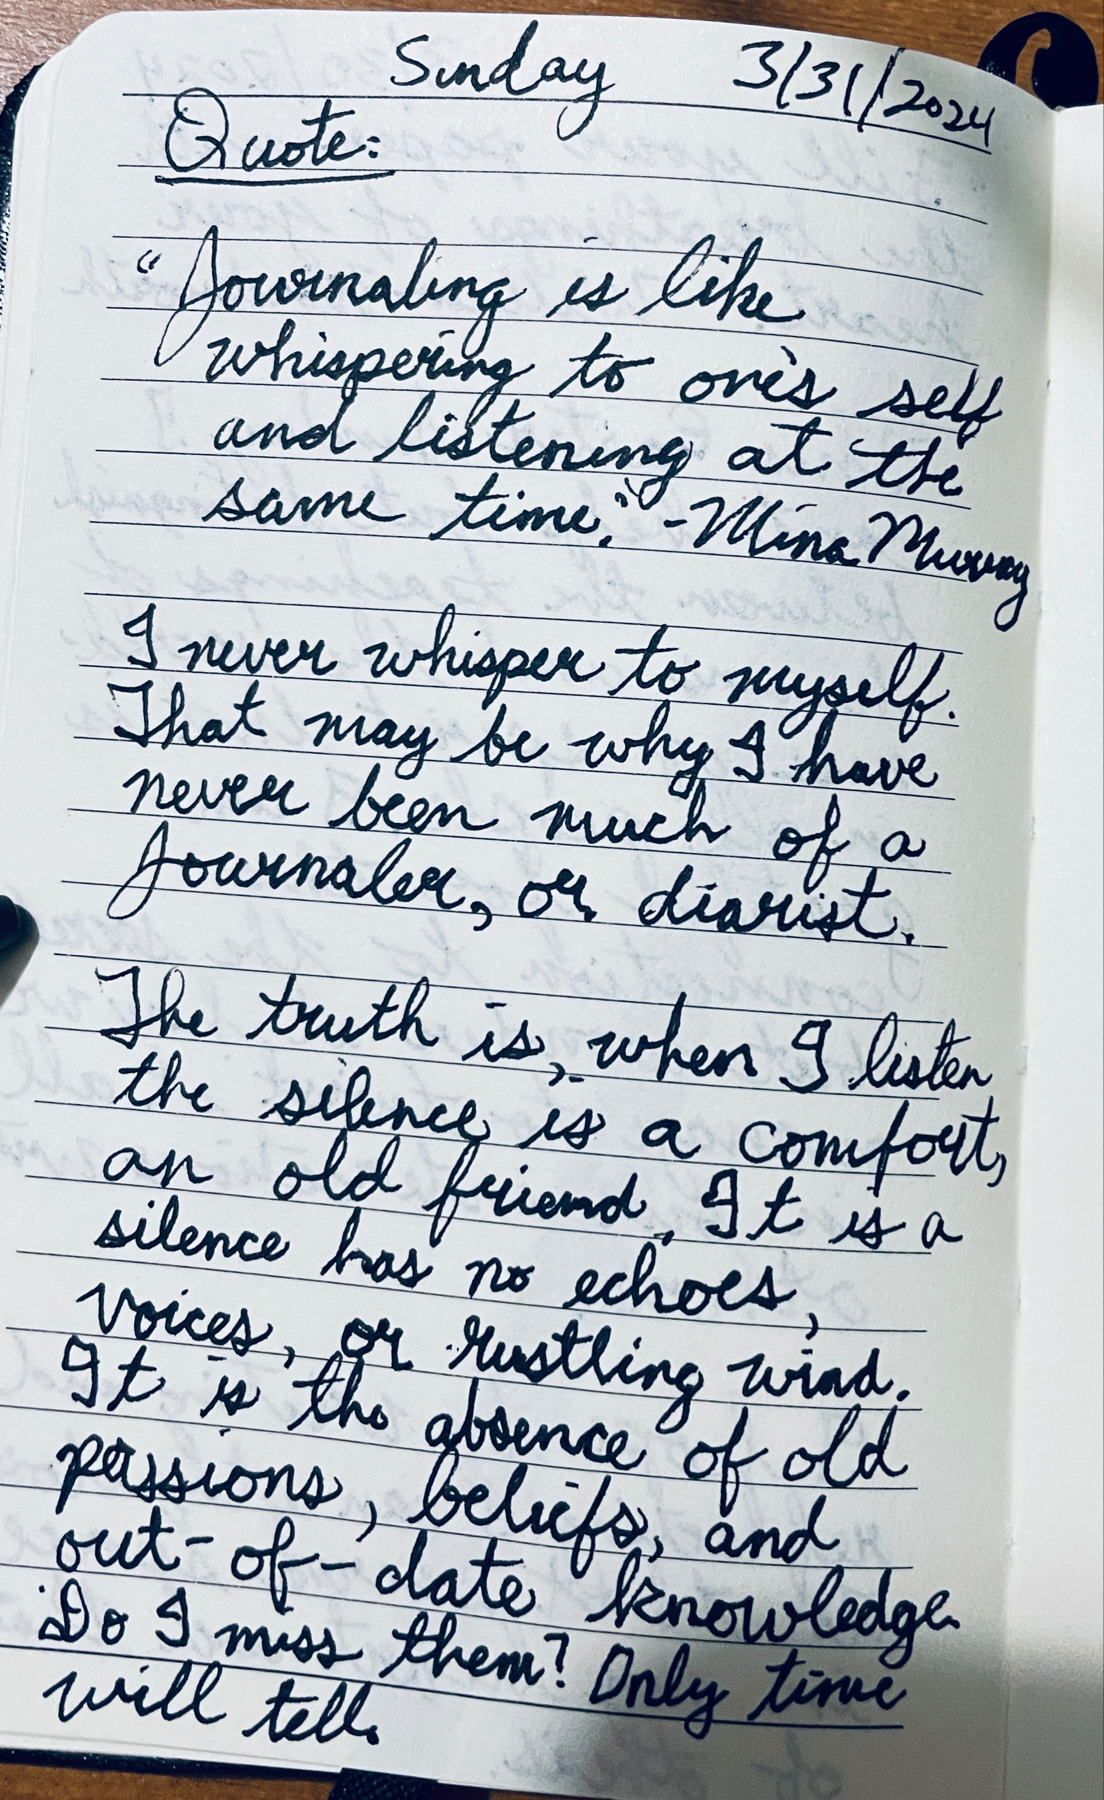 Sunday 3/31/2024
Quote:
"Journaling is like
whispering to one's self
and listening at the
same time." -Mina Murray
I never whisper to myself.
That may be why I have
never been much of a
Journaler, or diarist.
The truth is, when I listen
the silence is a comfort,
an old friend. It is a
silence has no echoes,
voices, or rustling wind.
It is the absence of old
passions, beliefs, and
out-of-date knowledge.
Do I miss them? Only time
will tell.